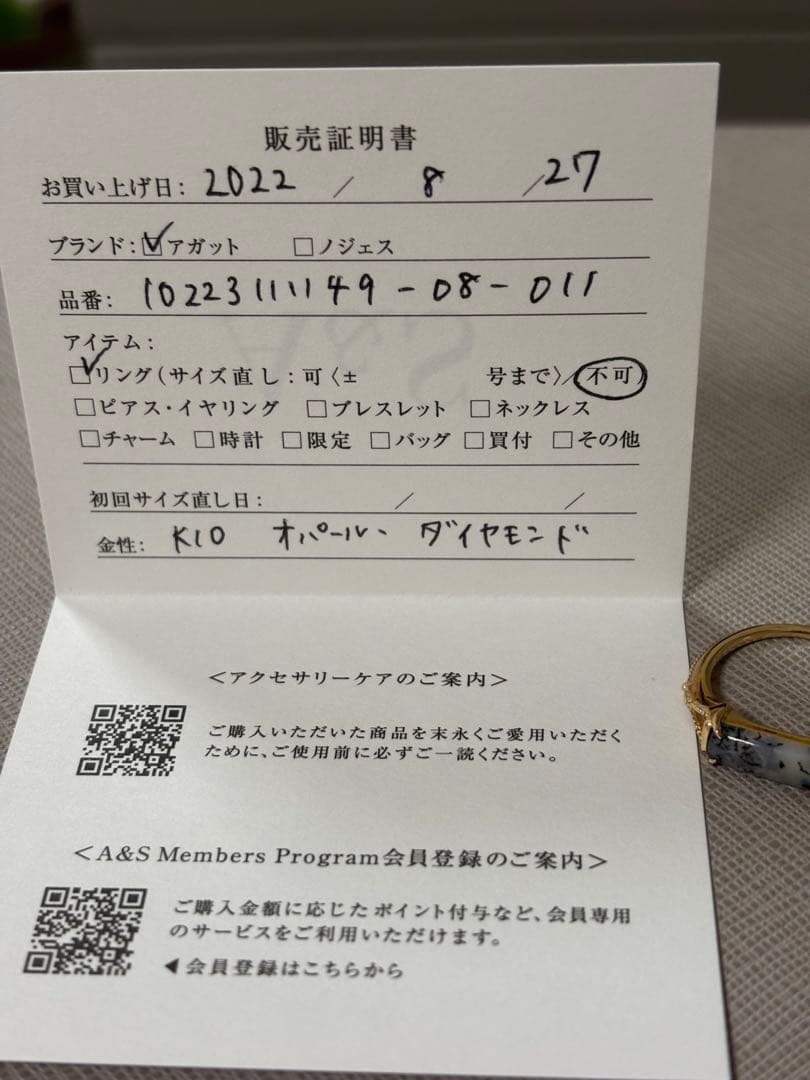 販売証明書
お買い上げ日: 2022 / 8 / 27
ブランド: ☑アガット □ノジェス
品番: 10223111149-08-011
アイテム:
☑リング(サイズ直し:可〈± 号まで〉/不可)
□ピアス・イヤリング □ブレスレット □ネックレス
□チャーム □時計 □限定 □バッグ □買付 □その他
初回サイズ直し日: / /
金性: K10 オパール、ダイヤモンド
<アクセサリーケアのご案内>
ご購入いただいた商品を末永くご愛用いただく
ために、ご使用前に必ずご一読ください。
<A&S Members Program会員登録のご案内>
ご購入金額に応じたポイント付与など、会員専用
のサービスをご利用いただけます。
◀会員登録はこちらから